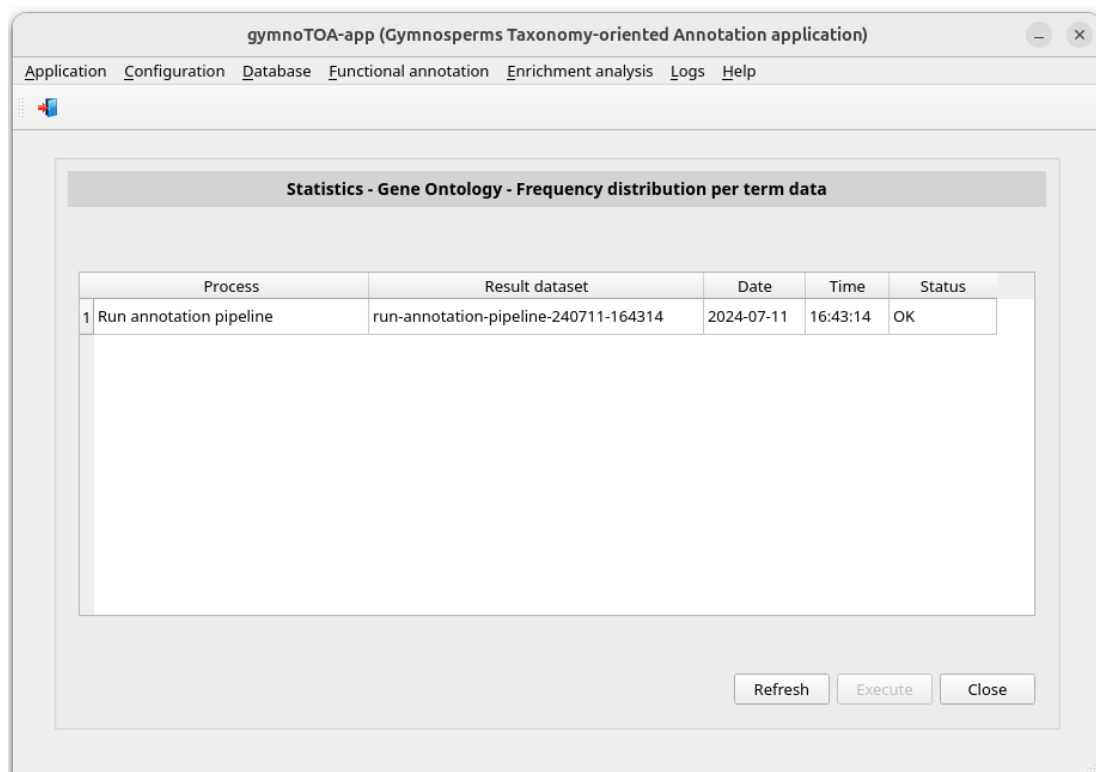 gymnoTOA-app (Gymnosperms Taxonomy-oriented Annotation application)
Application Configuration Database Functional annotation Enrichment analysis Logs Help
Statistics - Gene Ontology - Frequency distribution per term data
Process Result dataset Date Time Status
1 Run annotation pipeline run-annotation-pipeline-240711-164314 2024-07-11 16:43:14 OK
Refresh Execute Close